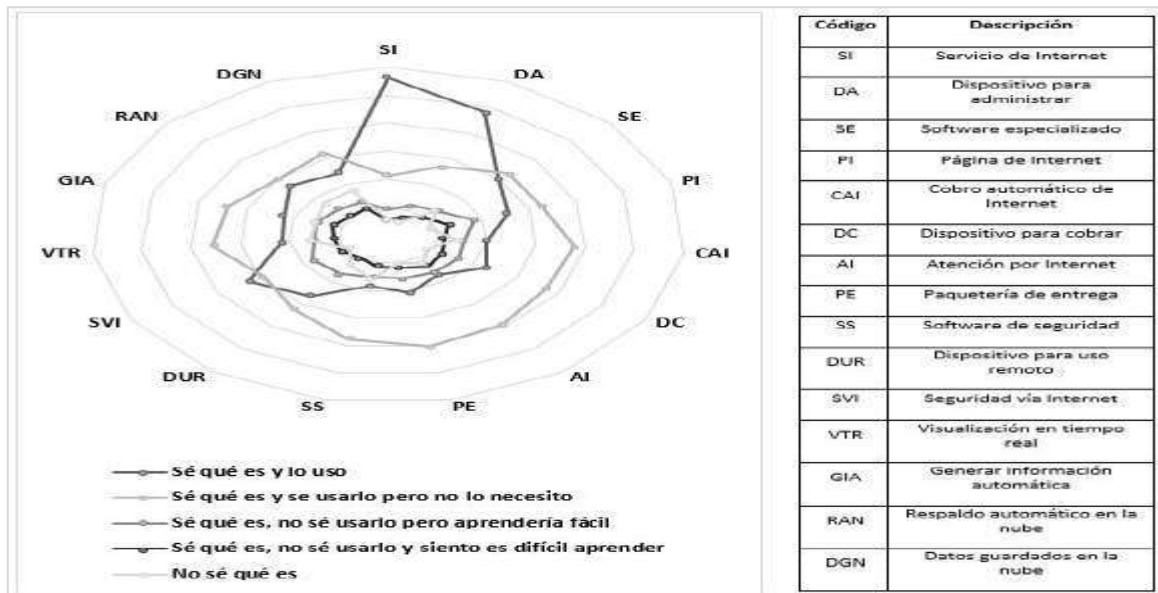 SI
DGN
DA
RAN
SE
GIA
PI
VTR
CAI
SVI
DC
DUR
AI
SS
PE
Sé qué es y lo uso
Sé qué es y se usarlo pero no lo necesito
Sé qué es, no sé usarlo pero aprendería fácil
Sé qué es, no sé usarlo y siento es difícil aprender
No sé qué es
Código Descripción
SI Servicio de Internet
DA Dispositivo para
administrar
SE Software especializado
PI Página de Internet
CAI Cobro automático de
Internet
DC Dispositivo para cobrar
AI Atención por Internet
PE Paquetería de entrega
SS Software de seguridad
DUR Dispositivo para uso
remoto
SVI Seguridad vía Internet
VTR Visualización en tiempo
real
GIA Generar información
automática
RAN Respaldo automático en la
nube
DGN Datos guardados en la
nube